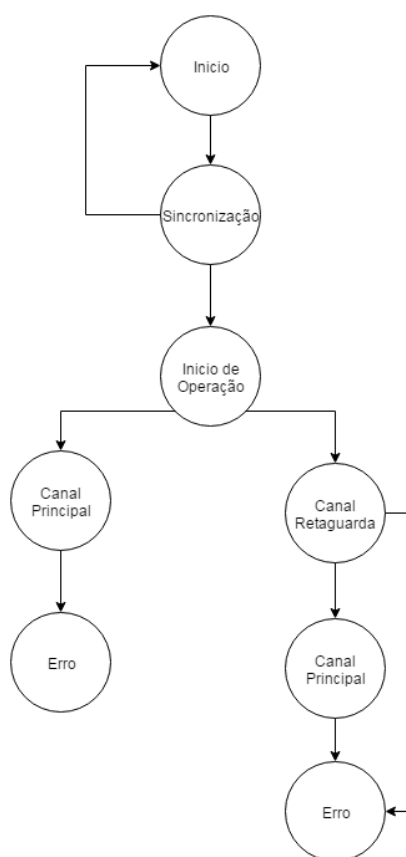 Inicio
Sincronização
Inicio de
Operação
Canal
Principal
Canal
Retaguarda
Erro
Canal
Principal
Erro